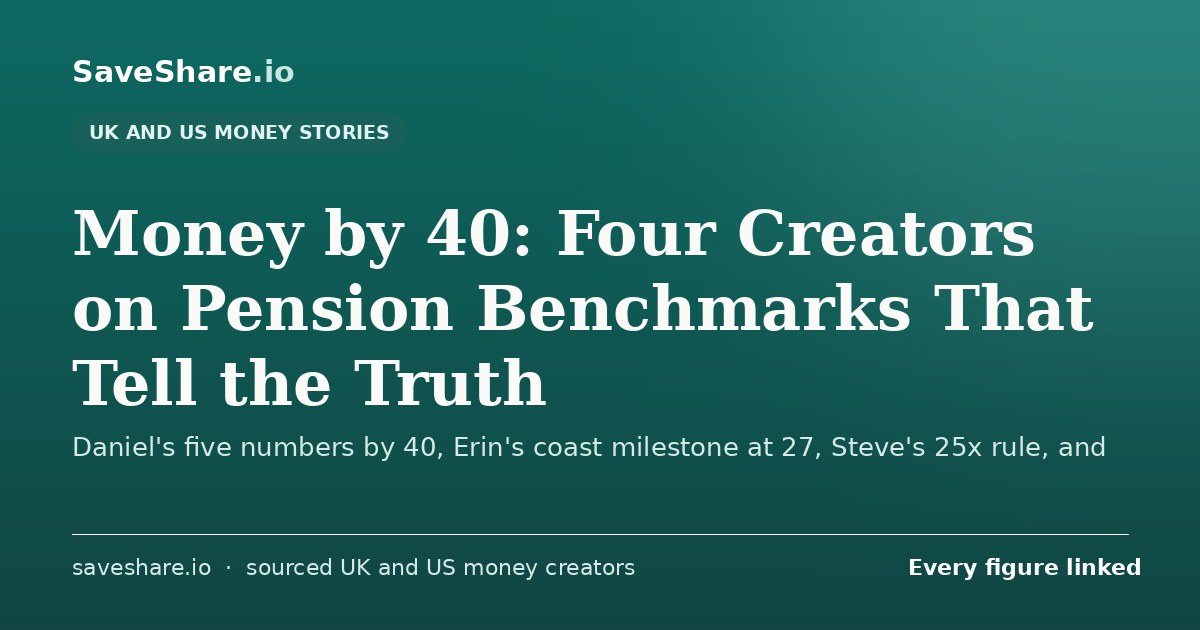 SaveShare.io
UK AND US MONEY STORIES
Money by 40: Four Creators
on Pension Benchmarks That
Tell the Truth
Daniel's five numbers by 40, Erin's coast milestone at 27, Steve's 25x rule, and
saveshare.io · sourced UK and US money creators
Every figure linked